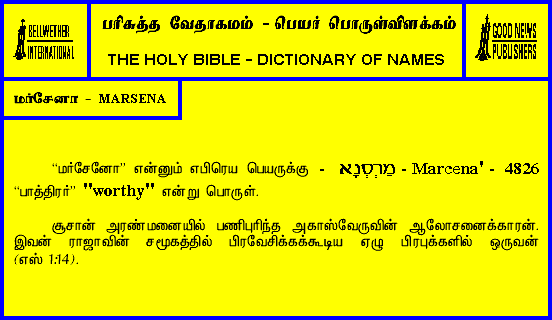 BELLWETHER
INTERNATIONAL
பரிசுத்த வேதாகமம் - பெயர் பொருள்விளக்கம்
THE HOLY BIBLE - DICTIONARY OF NAMES
GOOD NEWS
PUBLISHERS
மர்சேனா - MARSENA
“மர்சேனோ” என்னும் எபிரெய பெயருக்கு - מַרְסְנָא - Marcena' - 4826
“பாத்திரர்” "worthy" என்று பொருள்.
சூசான் அரண்மனையில் பணிபுரிந்த அகாஸ்வேருவின் ஆலோசனைக்காரன்.
இவன் ராஜாவின் சமூகத்தில் பிரவேசிக்கக்கூடிய ஏழு பிரபுக்களில் ஒருவன்
(எஸ் 1:14).